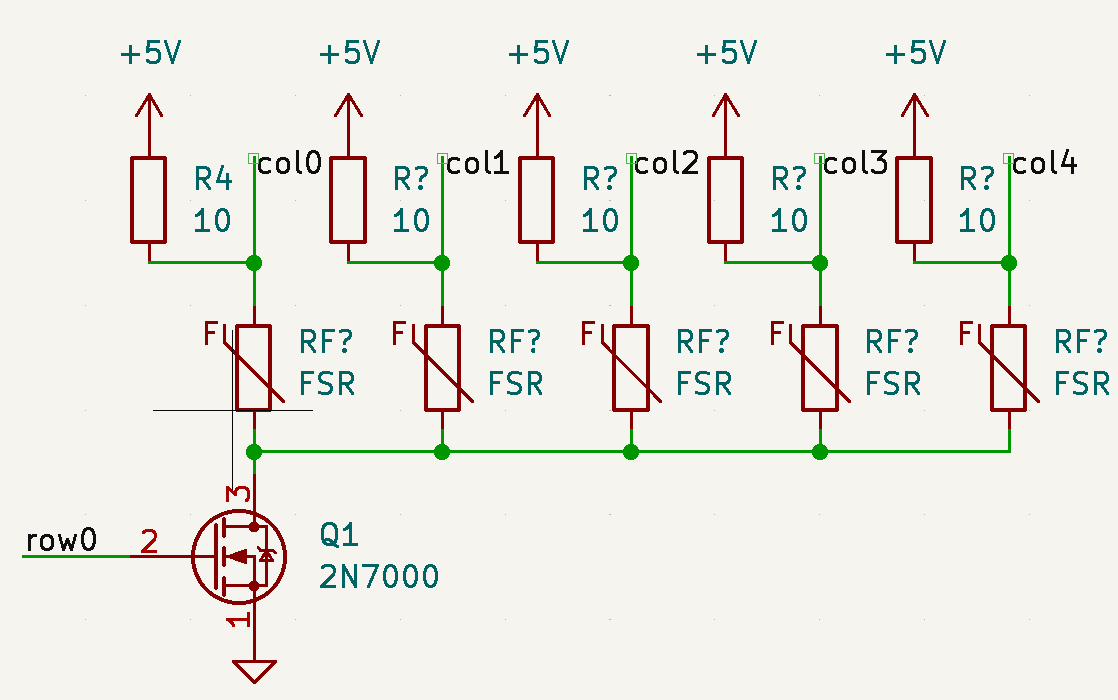 +5V +5V +5V +5V +5V
col0 col1 col2 col3 col4
R4 R? R? R? R?
10 10 10 10 10
F F F F F
RF? RF? RF? RF? RF?
FSR FSR FSR FSR FSR
3
row0 2 Q1
2N7000
1